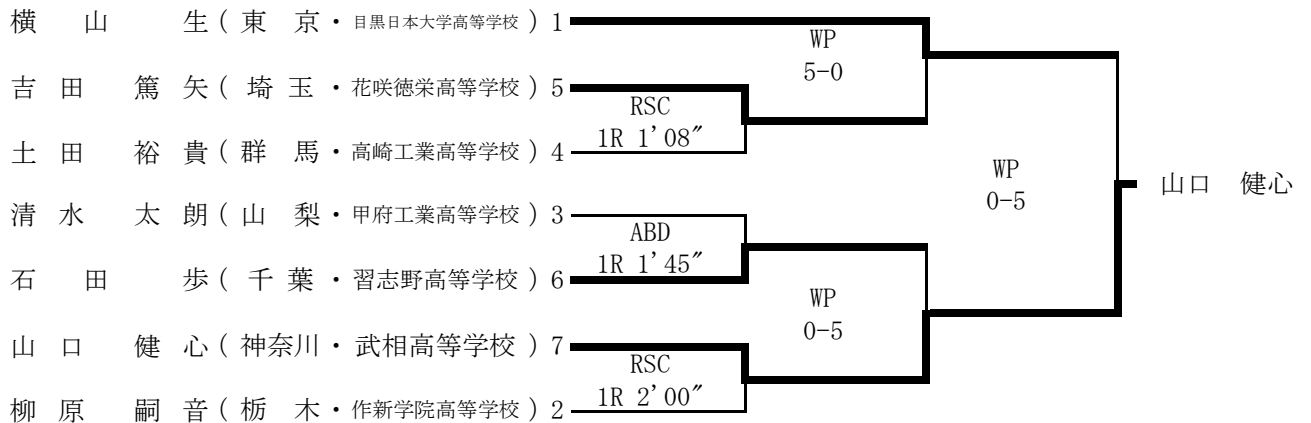 横 山 生 ( 東 京 ・ 目黒日本大学高等学校 ) 1
WP
5-0
吉 田 篤 矢 ( 埼 玉 ・ 花咲徳栄高等学校 ) 5
RSC
1R 1'08″
土 田 裕 貴 ( 群 馬 ・ 高崎工業高等学校 ) 4
WP
0-5
山口 健心
清 水 太 朗 ( 山 梨 ・ 甲府工業高等学校 ) 3
ABD
1R 1'45″
石 田 歩 ( 千 葉 ・ 習志野高等学校 ) 6
WP
0-5
山 口 健 心 ( 神奈川 ・ 武相高等学校 ) 7
RSC
1R 2'00″
柳 原 嗣 音 ( 栃 木 ・ 作新学院高等学校 ) 2